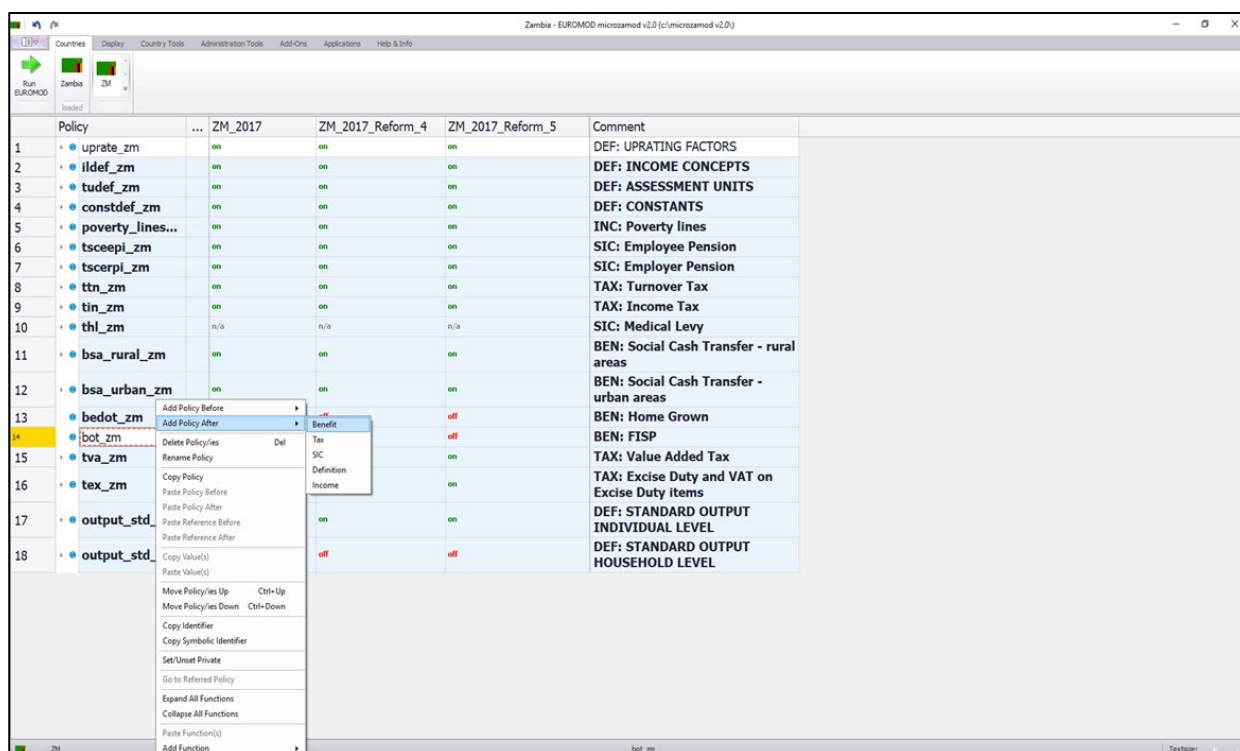 Zambia - EUROMOD microzamod v2.0 (c:\microzamod v2.0\)
Countries Display Country Tools Administration Tools Add-Ons Applications Help & Info
Run EUROMOD
Zambia
ZM
loaded
Policy ... ZM_2017 ZM_2017_Reform_4 ZM_2017_Reform_5 Comment
1 uprate_zm on on on DEF: UPRATING FACTORS
2 ildef_zm on on on DEF: INCOME CONCEPTS
3 tudef_zm on on on DEF: ASSESSMENT UNITS
4 constdef_zm on on on DEF: CONSTANTS
5 poverty_lines... on on on INC: Poverty lines
6 tsceepi_zm on on on SIC: Employee Pension
7 tscerpi_zm on on on SIC: Employer Pension
8 ttn_zm on on on TAX: Turnover Tax
9 tin_zm on on on TAX: Income Tax
10 thl_zm n/a n/a n/a SIC: Medical Levy
11 bsa_rural_zm on on on BEN: Social Cash Transfer - rural
areas
12 bsa_urban_zm on on on BEN: Social Cash Transfer -
urban areas
13 bedot_zm off off BEN: Home Grown
14 bot_zm off BEN: FISP
15 tva_zm on TAX: Value Added Tax
16 tex_zm on TAX: Excise Duty and VAT on
Excise Duty items
17 output_std_ on on DEF: STANDARD OUTPUT
INDIVIDUAL LEVEL
18 output_std_ off off DEF: STANDARD OUTPUT
HOUSEHOLD LEVEL
Add Policy Before
Add Policy After
Delete Policy/ies Del
Rename Policy
Copy Policy
Paste Policy Before
Paste Policy After
Paste Reference Before
Paste Reference After
Copy Value(s)
Paste Value(s)
Move Policy/ies Up Ctrl+Up
Move Policy/ies Down Ctrl+Down
Copy Identifier
Copy Symbolic Identifier
Set/Unset Private
Go to Referred Policy
Expand All Functions
Collapse All Functions
Paste Function(s)
Add Function
Benefit
Tax
SIC
Definition
Income
ZM bot_zm Textsize: